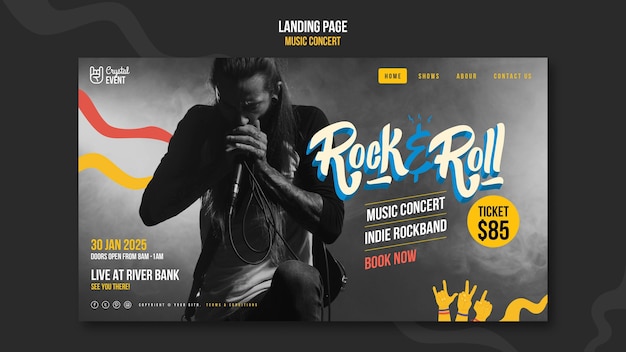 LANDING PAGE
MUSIC CONCERT
Crystal
EVENT
HOME
SHOWS
ABOUR
CONTACT US
Rock & Roll
MUSIC CONCERT
INDIE ROCKBAND
BOOK NOW
TICKET
$85
30 JAN 2025
DOORS OPEN FROM 8AM - 1AM
LIVE AT RIVER BANK
SEE YOU THERE!
COPYRIGHT © YOUR SITE. TERMS & CONDITIONS